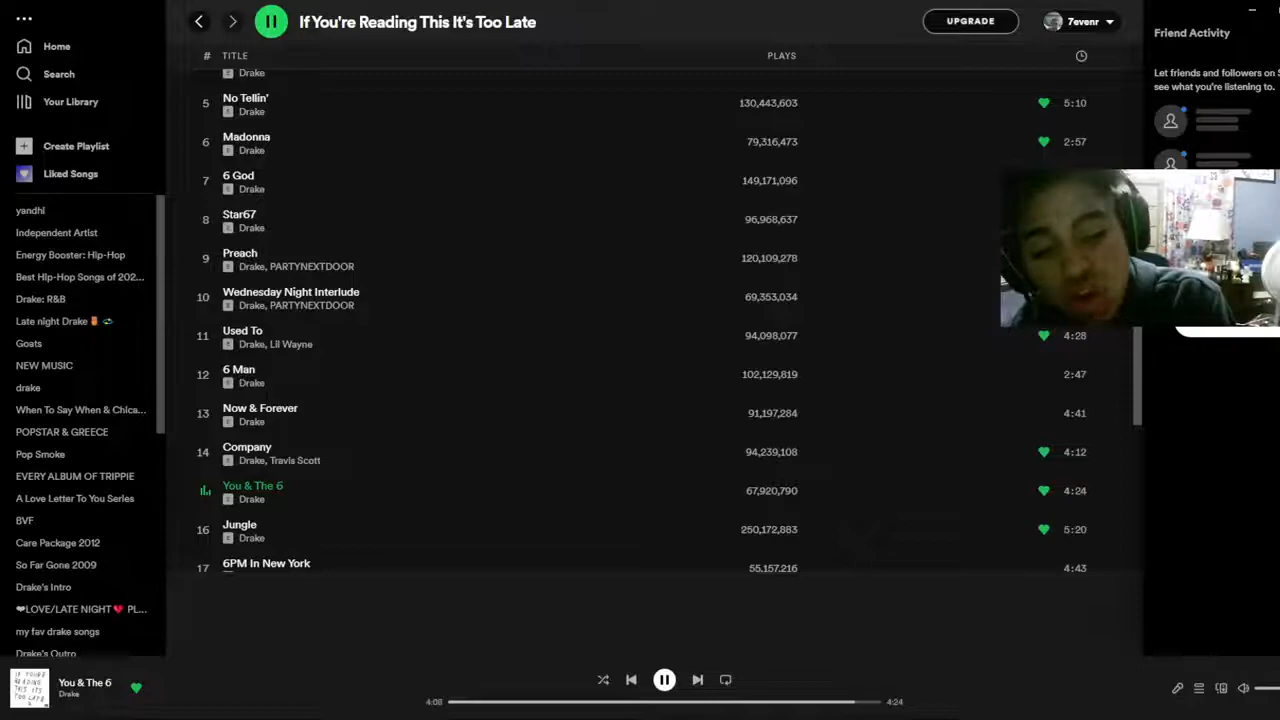 If You're Reading This It's Too Late
UPGRADE
7evenr
Home
Search
Your Library
Create Playlist
Liked Songs
yandhi
Independent Artist
Energy Booster: Hip-Hop
Best Hip-Hop Songs of 202...
Drake: R&B
Late night Drake
Goats
NEW MUSIC
drake
When To Say When & Chica...
POPSTAR & GREECE
Pop Smoke
EVERY ALBUM OF TRIPPIE
A Love Letter To You Series
BVF
Care Package 2012
So Far Gone 2009
Drake's Intro
❤LOVE/LATE NIGHT💔 PL...
my fav drake songs
Drake's Outro
# TITLE PLAYS
Drake
5 No Tellin' 130,443,603 5:10
E Drake
6 Madonna 79,316,473 2:57
E Drake
7 6 God 149,171,096
E Drake
8 Star67 96,968,637
E Drake
9 Preach 120,109,278
E Drake, PARTYNEXTDOOR
10 Wednesday Night Interlude 69,353,034
E Drake, PARTYNEXTDOOR
11 Used To 94,098,077 4:28
E Drake, Lil Wayne
12 6 Man 102,129,819 2:47
E Drake
13 Now & Forever 91,197,284 4:41
E Drake
14 Company 94,239,108 4:12
E Drake, Travis Scott
You & The 6 67,920,790 4:24
E Drake
16 Jungle 250,172,883 5:20
E Drake
17 6PM In New York 55,157,216 4:43
Friend Activity
Let friends and followers on S
see what you're listening to.
IF YOU'RE
READING
THIS IT'S
TOO LATE
You & The 6
Drake
4:08 4:24